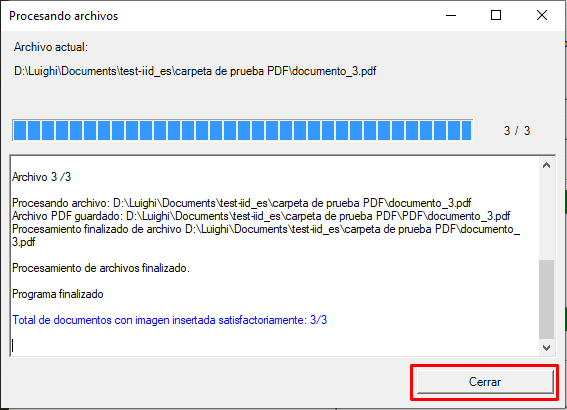 Procesando archivos
Archivo actual:
D:\Luighi\Documents\test-iid_es\carpeta de prueba PDF\documento_3.pdf
3 / 3
Archivo 3 /3
Procesando archivo: D:\Luighi\Documents\test-iid_es\carpeta de prueba PDF\documento_3.pdf
Archivo PDF guardado: D:\Luighi\Documents\test-iid_es\carpeta de prueba PDF\PDF\documento_3.pdf
Procesamiento finalizado de archivo D:\Luighi\Documents\test-iid_es\carpeta de prueba PDF\documento_
3.pdf
Procesamiento de archivos finalizado.
Programa finalizado
Total de documentos con imagen insertada satisfactoriamente: 3/3
Cerrar